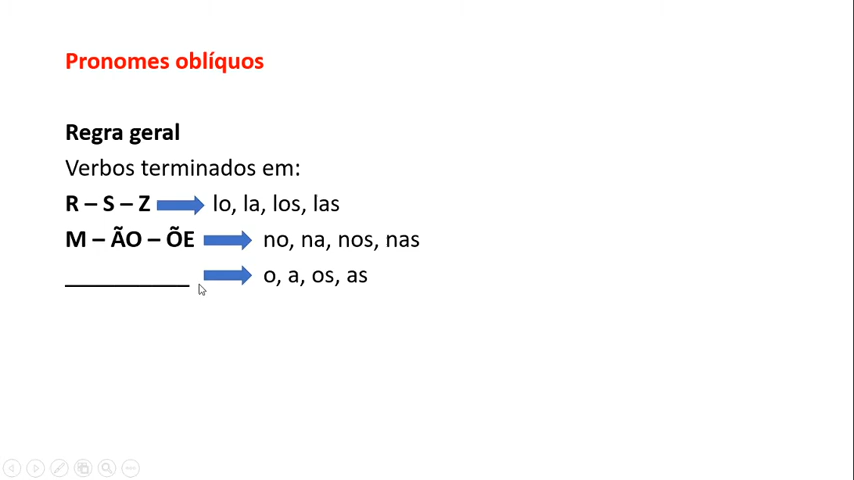 Pronomes oblíquos
Regra geral
Verbos terminados em:
R – S – Z lo, la, los, las
M – ÃO – ÕE no, na, nos, nas
__________ o, a, os, as